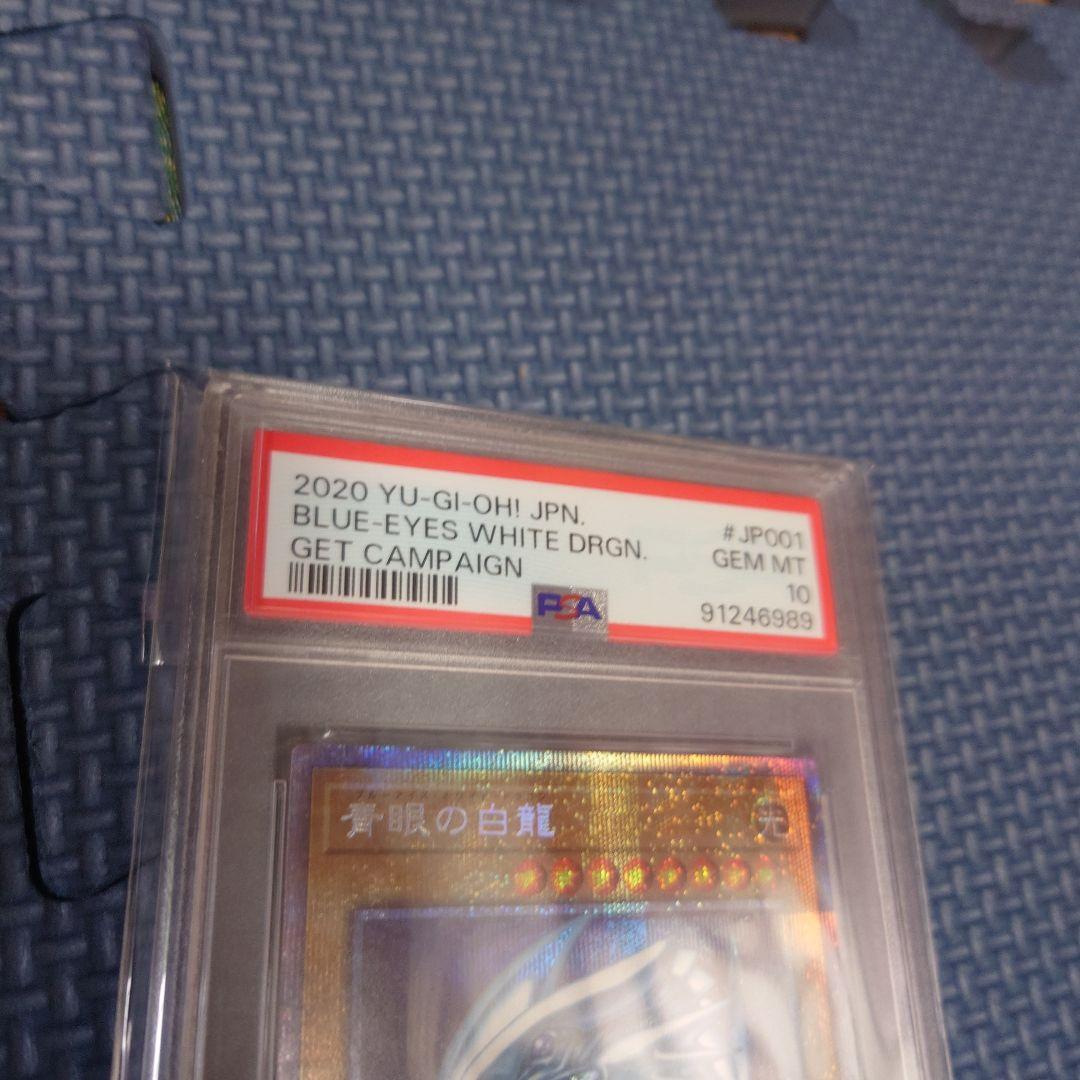 2020 YU-GI-OH! JPN.
BLUE-EYES WHITE DRGN.
GET CAMPAIGN
#JP001
GEM MT
10
91246989
PSA
青眼の白龍
光